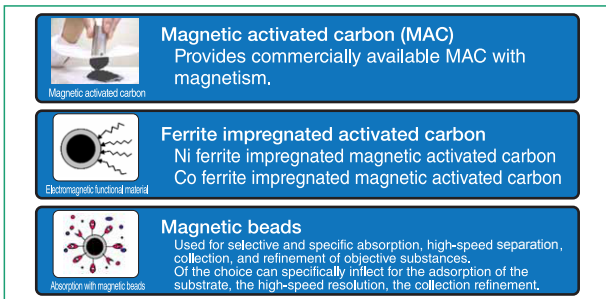 Magnetic activated carbon (MAC)
Provides commercially available MAC with
magnetism.
Magnetic activated carbon
Ferrite impregnated activated carbon
Ni ferrite impregnated magnetic activated carbon
Co ferrite impregnated magnetic activated carbon
Electromagnetic functional material
Magnetic beads
Used for selective and specific absorption, high-speed separation,
collection, and refinement of objective substances.
Of the choice can specifically inflect for the adsorption of the
substrate, the high-speed resolution, the collection refinement.
Absorption with magnetic beads